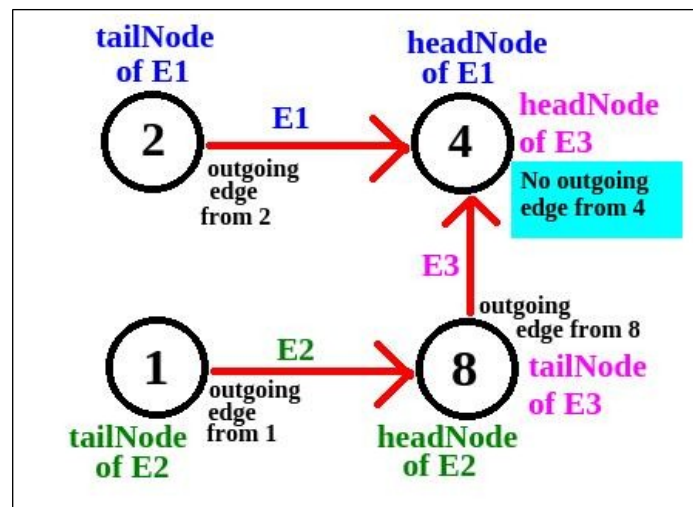 tailNode
of E1
headNode
of E1
E1
2
4
headNode
of E3
outgoing
edge
from 2
No outgoing
edge from 4
E3
outgoing
edge from 8
E2
1
8
outgoing
edge
from 1
tailNode
of E3
tailNode
of E2
headNode
of E2